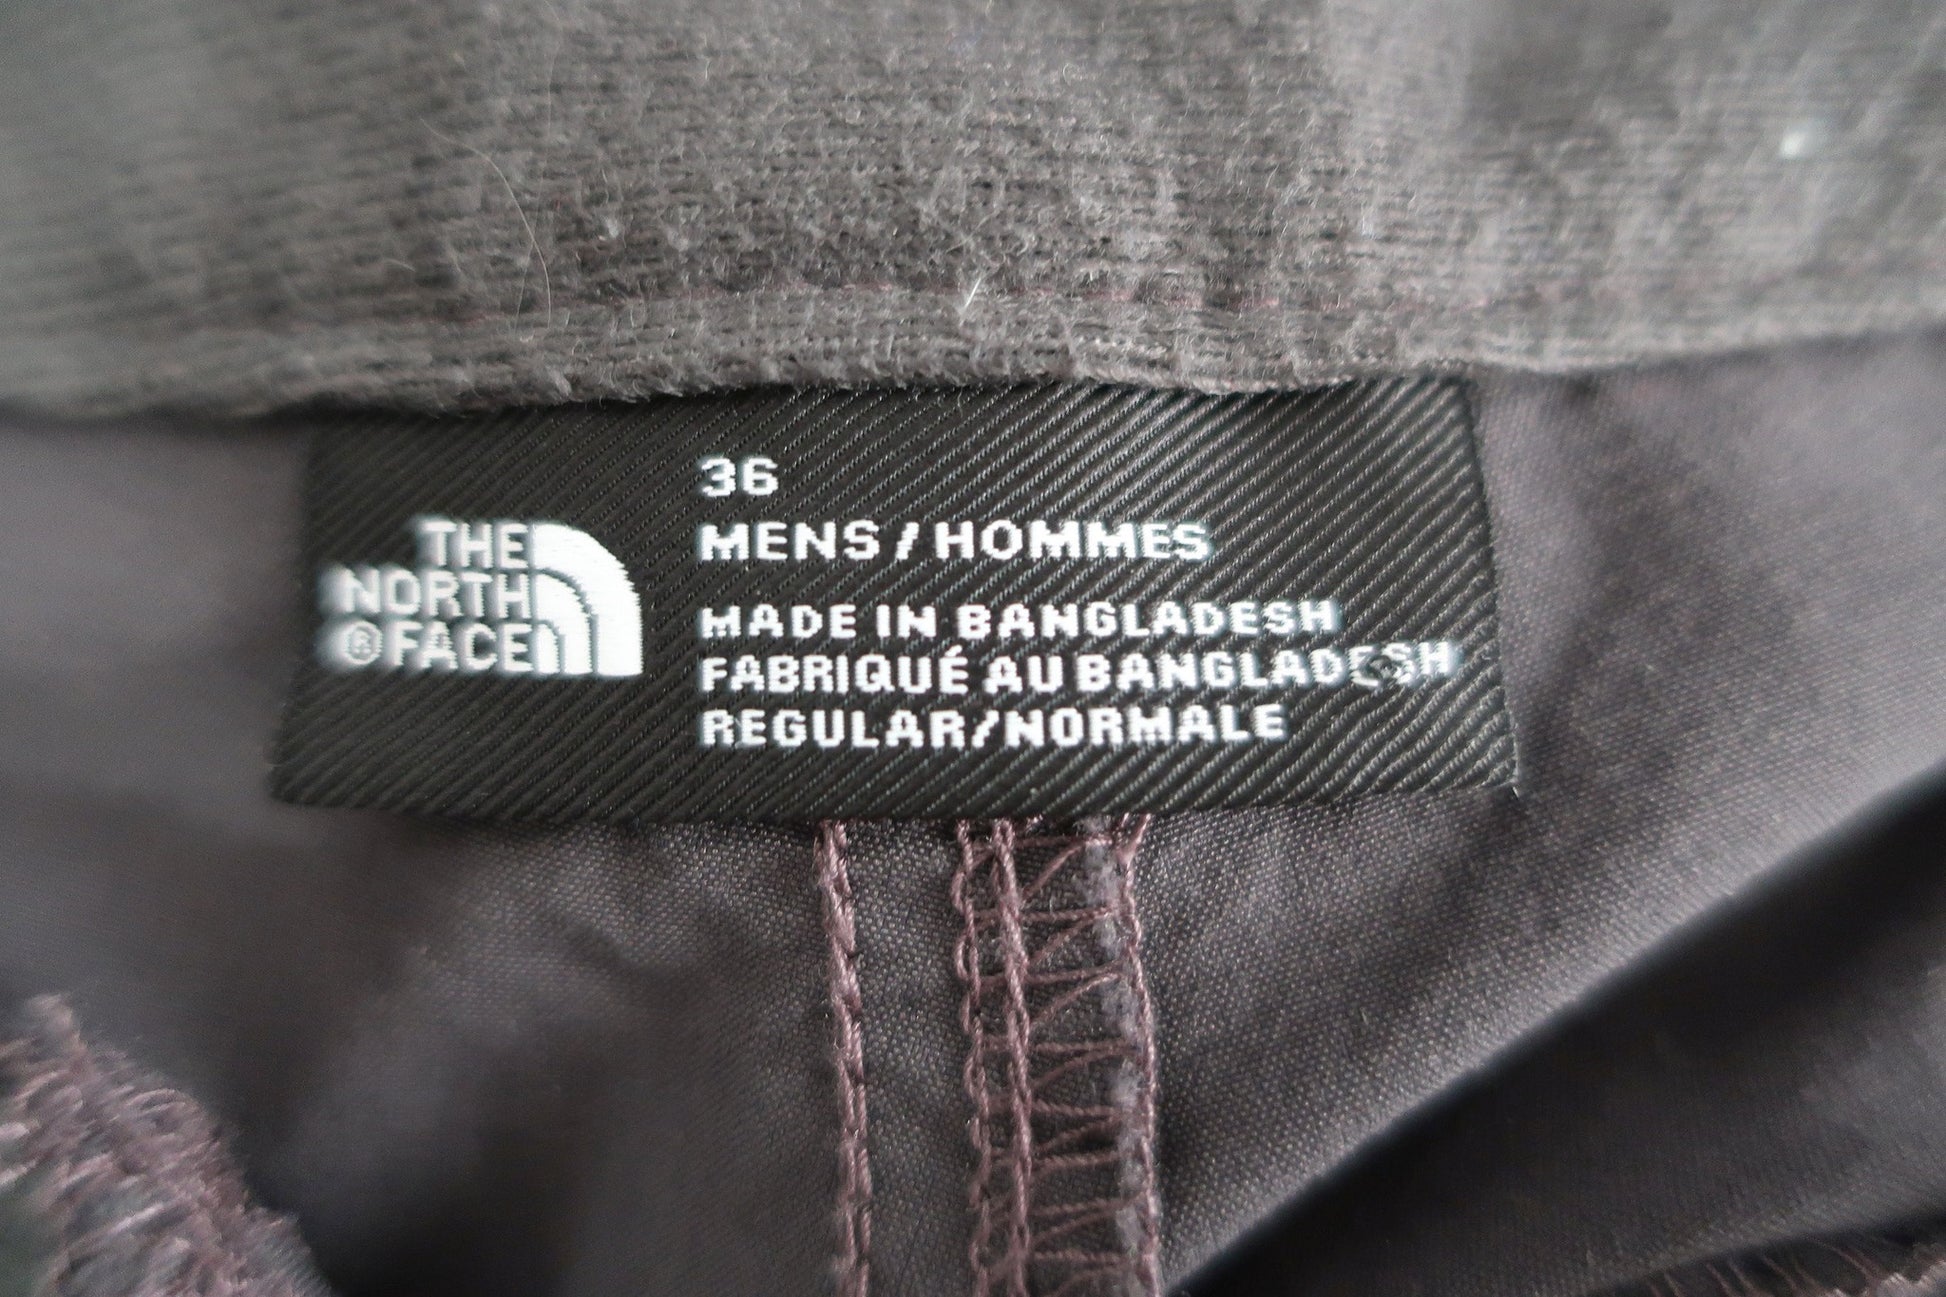 THE
NORTH
® FACE
36
MENS/HOMMES
MADE IN BANGLADESH
FABRIQUÉ AU BANGLADESH
REGULAR/NORMALE